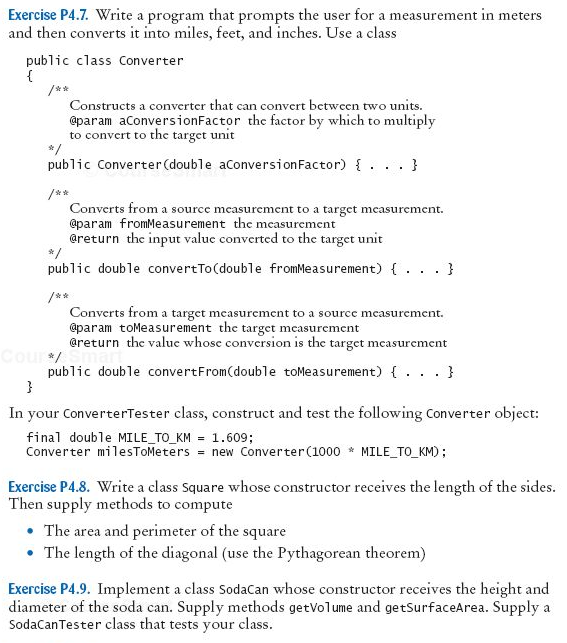 Exercise P4.7. Write a program that prompts the user for a measurement in meters
and then converts it into miles, feet, and inches. Use a class
public class Converter
{
/**
Constructs a converter that can convert between two units.
@param aConversionFactor the factor by which to multiply
to convert to the target unit
*/
public Converter(double aConversionFactor) { . . . }
/**
Converts from a source measurement to a target measurement.
@param fromMeasurement the measurement
@return the input value converted to the target unit
*/
public double convertTo(double fromMeasurement) { . . . }
/**
Converts from a target measurement to a source measurement.
@param toMeasurement the target measurement
@return the value whose conversion is the target measurement
*/
public double convertFrom(double toMeasurement) { . . . }
}
In your ConverterTester class, construct and test the following Converter object:
final double MILE_TO_KM = 1.609;
Converter milesToMeters = new Converter(1000 * MILE_TO_KM);
Exercise P4.8. Write a class Square whose constructor receives the length of the sides.
Then supply methods to compute
• The area and perimeter of the square
• The length of the diagonal (use the Pythagorean theorem)
Exercise P4.9. Implement a class SodaCan whose constructor receives the height and
diameter of the soda can. Supply methods getVolume and getSurfaceArea. Supply a
SodaCanTester class that tests your class.